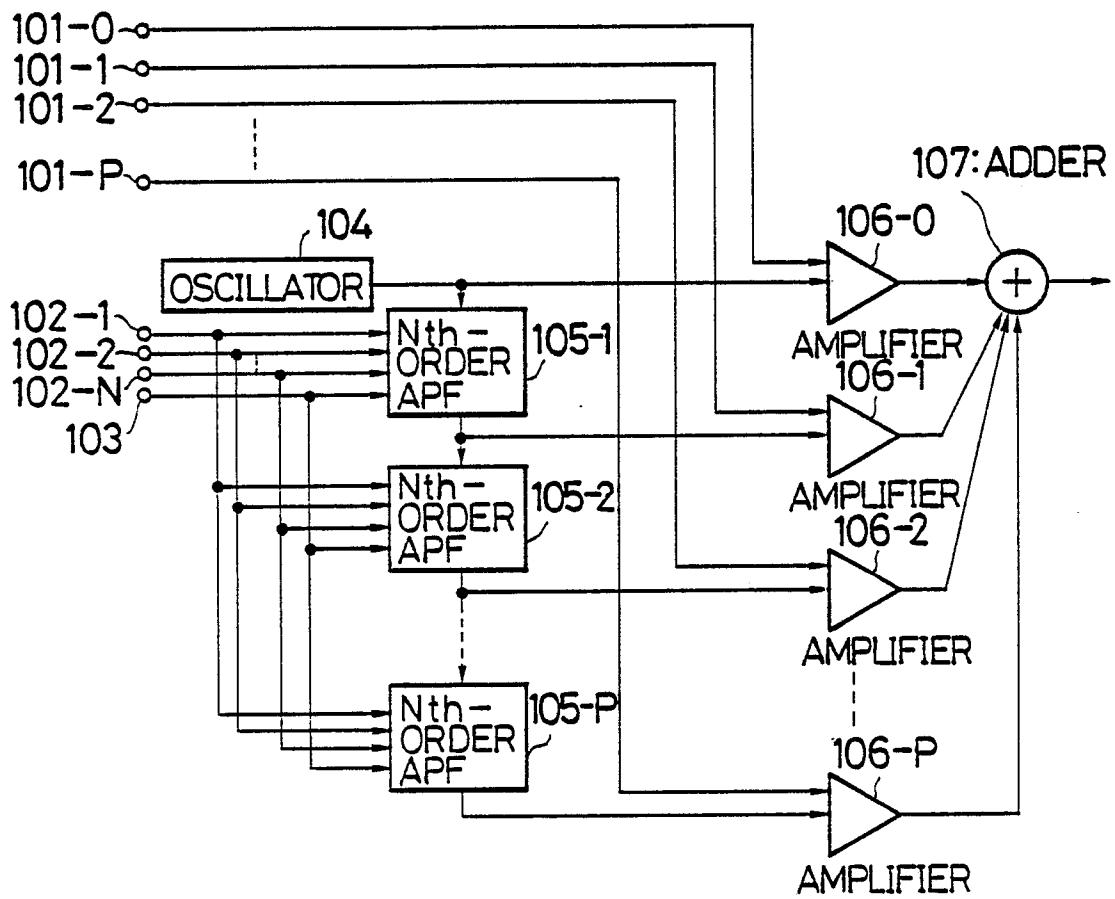 101-0
101-1
101-2
101-P
107:ADDER
104
106-0
OSCILLATOR
+
102-1
102-2
102-N
103
Nth-
ORDER
APF
105-1
AMPLIFIER
106-1
Nth-
ORDER
APF
105-2
AMPLIFIER
106-2
AMPLIFIER
Nth-
ORDER
APF
105-P
106-P
AMPLIFIER